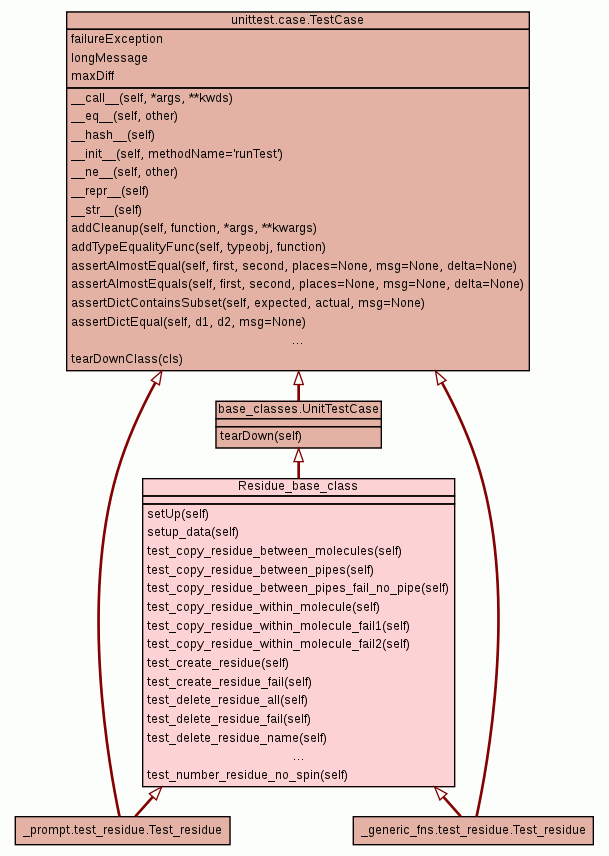 unittest.case.TestCase
failureException
longMessage
maxDiff
__call__(self, *args, **kwds)
__eq__(self, other)
__hash__(self)
__init__(self, methodName='runTest')
__ne__(self, other)
__repr__(self)
__str__(self)
addCleanup(self, function, *args, **kwargs)
addTypeEqualityFunc(self, typeobj, function)
assertAlmostEqual(self, first, second, places=None, msg=None, delta=None)
assertAlmostEquals(self, first, second, places=None, msg=None, delta=None)
assertDictContainsSubset(self, expected, actual, msg=None)
assertDictEqual(self, d1, d2, msg=None)
...
tearDownClass(cls)
base_classes.UnitTestCase
tearDown(self)
Residue_base_class
setUp(self)
setup_data(self)
test_copy_residue_between_molecules(self)
test_copy_residue_between_pipes(self)
test_copy_residue_between_pipes_fail_no_pipe(self)
test_copy_residue_within_molecule(self)
test_copy_residue_within_molecule_fail1(self)
test_copy_residue_within_molecule_fail2(self)
test_create_residue(self)
test_create_residue_fail(self)
test_delete_residue_all(self)
test_delete_residue_fail(self)
test_delete_residue_name(self)
...
test_number_residue_no_spin(self)
_prompt.test_residue.Test_residue
_generic_fns.test_residue.Test_residue